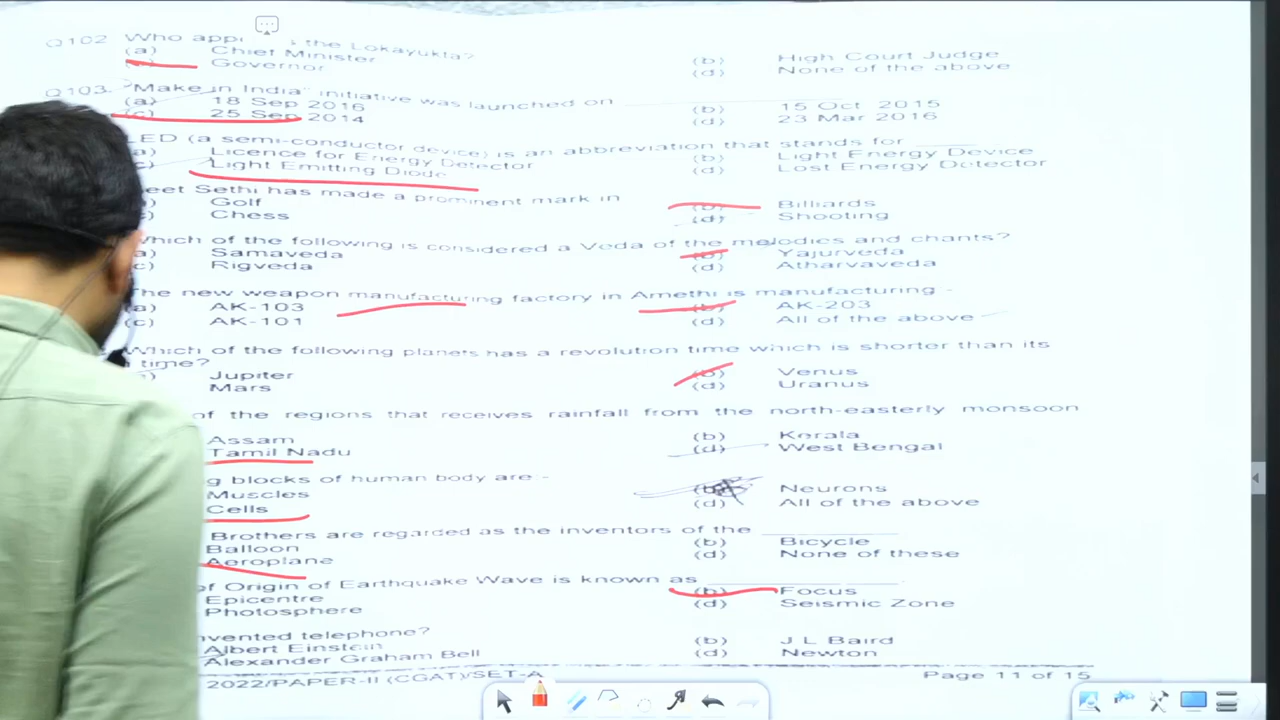 Q102 Who appi the Lokayukta?
(a) Chief Minister (b) High Court Judge
Governor (d) None of the above
Q103. "Make in India" initiative was launched on
(a) 18 Sep 2016 (b) 15 Oct 2015
(c) 25 Sep 2014 (d) 23 Mar 2016
LED (a semi-conductor device) is an abbreviation that stands for
a) Licence for Energy Detector (b) Light Energy Device
c) Light Emitting Diode (d) Lost Energy Detector
eet Sethi has made a prominent mark in
Golf (b) Billiards
Chess (d) Shooting
Which of the following is considered a Veda of the melodies and chants?
a) Samaveda (b) Yajurveda
c) Rigveda (d) Atharvaveda
The new weapon manufacturing factory in Amethi is manufacturing -
(a) AK-103 (b) AK-203
(c) AK-101 (d) All of the above
Which of the following planets has a revolution time which is shorter than its
time?
Jupiter (b) Venus
Mars (d) Uranus
of the regions that receives rainfall from the north-easterly monsoon
Assam (b) Kerala
Tamil Nadu (d) West Bengal
g blocks of human body are:-
Muscles (b) Neurons
Cells (d) All of the above
Brothers are regarded as the inventors of the
Balloon (b) Bicycle
Aeroplane (d) None of these
of Origin of Earthquake Wave is known as
Epicentre (b) Focus
Photosphere (d) Seismic Zone
nvented telephone?
Albert Einstein (b) J L Baird
Alexander Graham Bell (d) Newton
2022/PAPER-II (CGAT)/SET-A Page 11 of 15